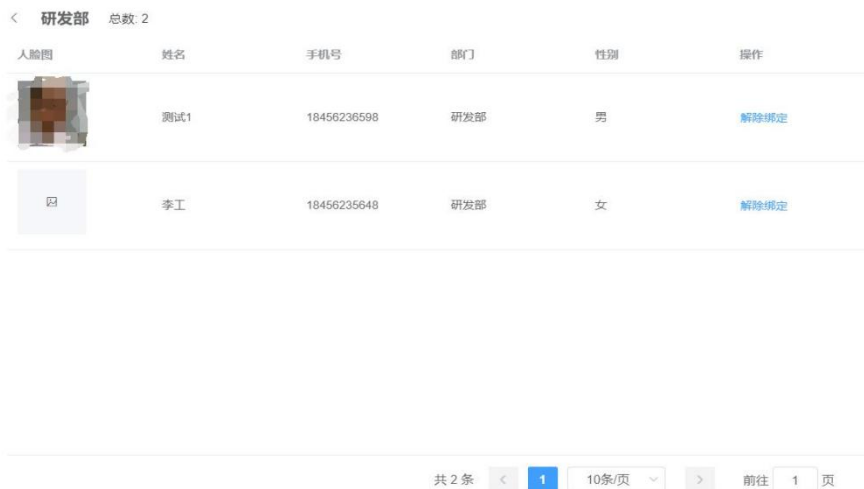 研发部 总数: 2
人脸图 姓名 手机号 部门 性别 操作
测试1 18456236598 研发部 男 解除绑定
李工 18456235648 研发部 女 解除绑定
共 2 条 1 10条/页 前往 1 页